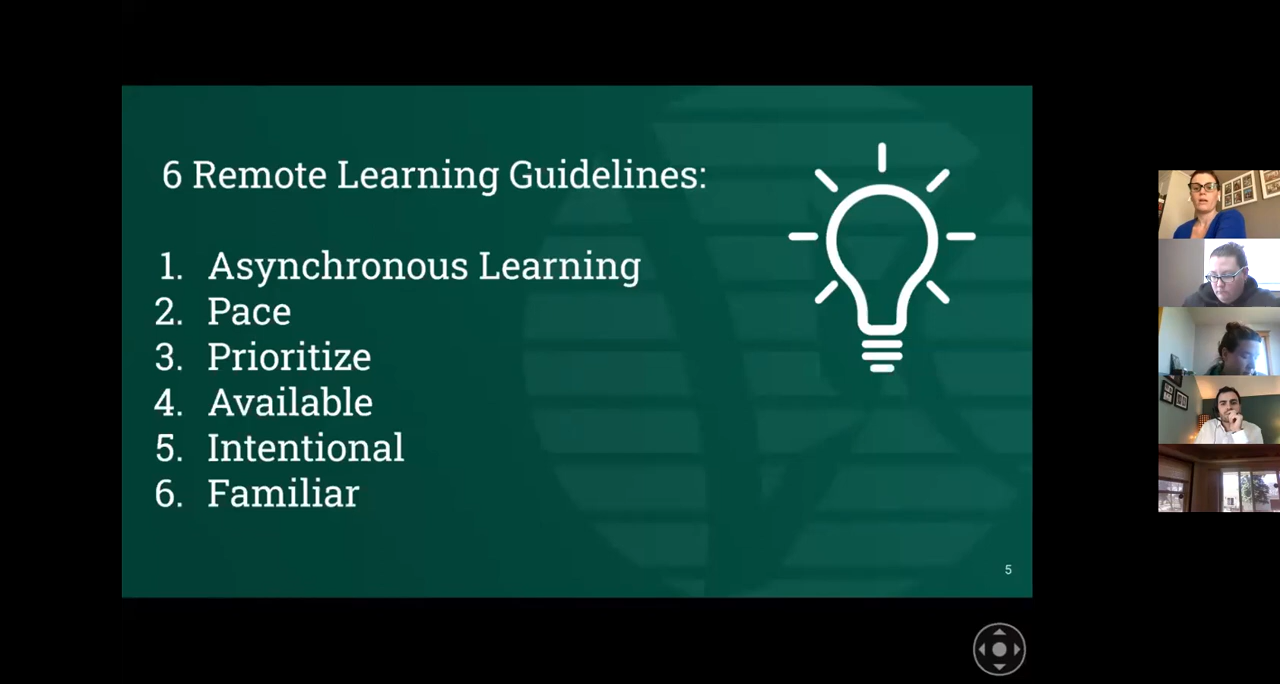 6 Remote Learning Guidelines:
1. Asynchronous Learning
2. Pace
3. Prioritize
4. Available
5. Intentional
6. Familiar
5